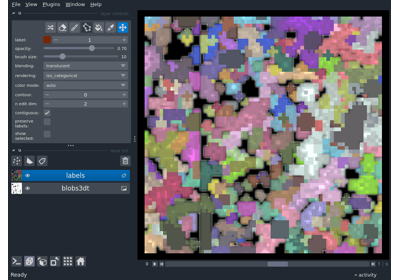 File View Plugins Window Help
label: 1
opacity: 0.70
brush size: 10
blending: translucent
rendering: iso_categorical
color mode: auto
contour: 0
n edit dim: 2
contiguous:
preserve
labels:
show
selected:
labels
blobs3dt
Ready
activity